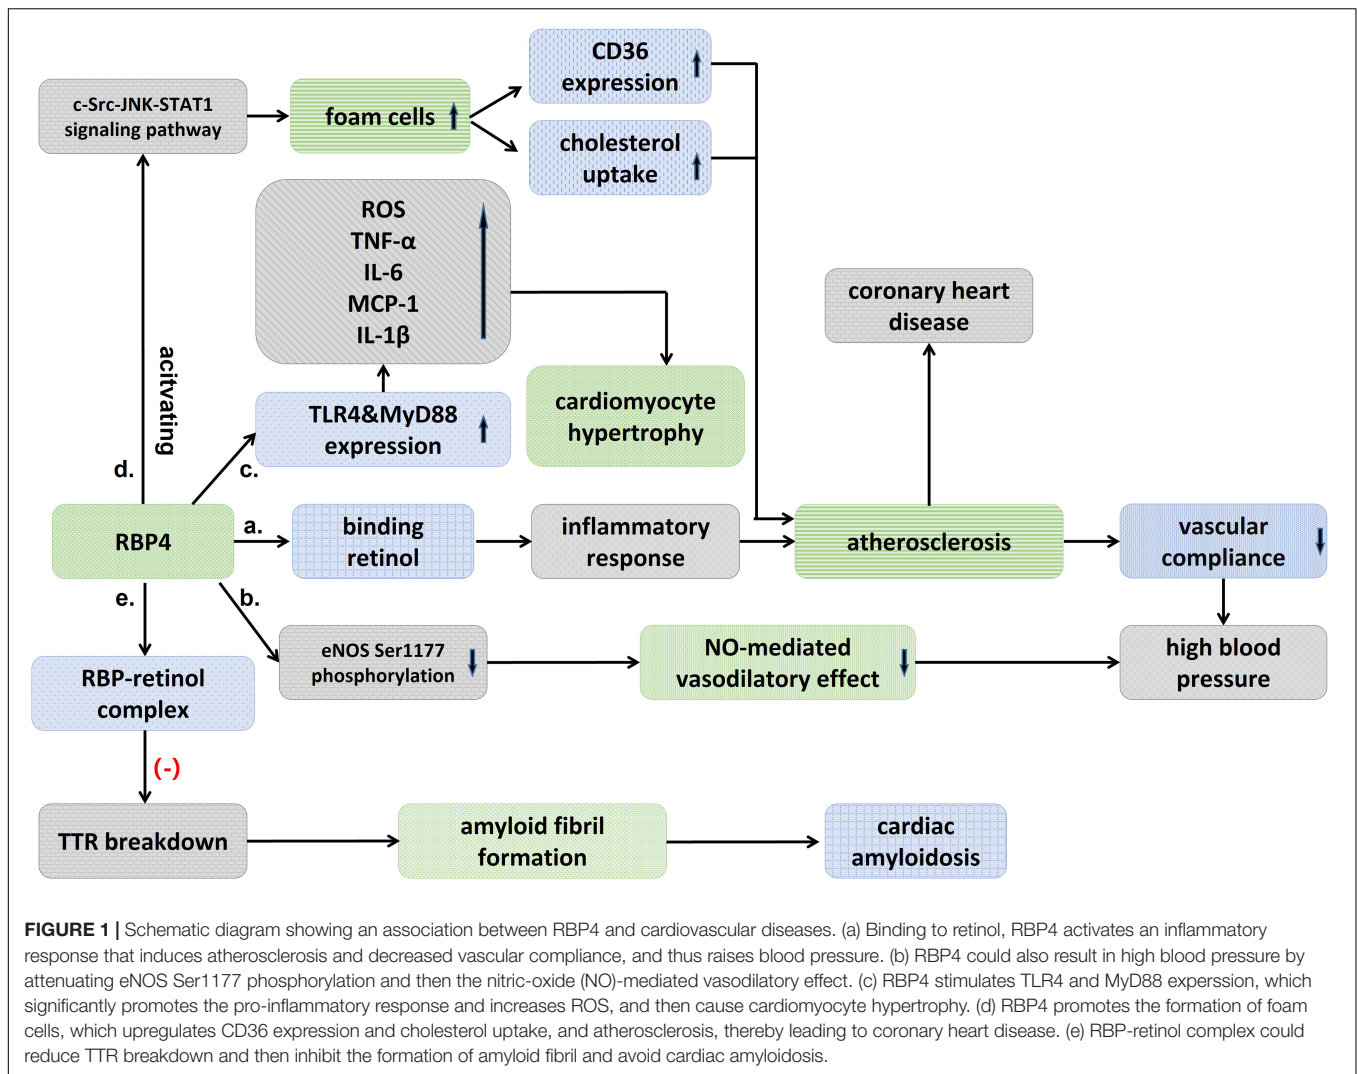 CD36
expression
c-Src-JNK-STAT1
signaling pathway
foam cells
cholesterol
uptake
ROS
TNF-α
IL-6
MCP-1
IL-1β
coronary heart
disease
acitvating
TLR4&MyD88
expression
cardiomyocyte
hypertrophy
d.
c.
RBP4
a.
binding
retinol
inflammatory
response
atherosclerosis
vascular
compliance
e.
b.
eNOS Ser1177
phosphorylation
NO-mediated
vasodilatory effect
high blood
pressure
RBP-retinol
complex
(-)
TTR breakdown
amyloid fibril
formation
cardiac
amyloidosis
FIGURE 1 | Schematic diagram showing an association between RBP4 and cardiovascular diseases. (a) Binding to retinol, RBP4 activates an inflammatory
response that induces atherosclerosis and decreased vascular compliance, and thus raises blood pressure. (b) RBP4 could also result in high blood pressure by
attenuating eNOS Ser1177 phosphorylation and then the nitric-oxide (NO)-mediated vasodilatory effect. (c) RBP4 stimulates TLR4 and MyD88 experssion, which
significantly promotes the pro-inflammatory response and increases ROS, and then cause cardiomyocyte hypertrophy. (d) RBP4 promotes the formation of foam
cells, which upregulates CD36 expression and cholesterol uptake, and atherosclerosis, thereby leading to coronary heart disease. (e) RBP-retinol complex could
reduce TTR breakdown and then inhibit the formation of amyloid fibril and avoid cardiac amyloidosis.